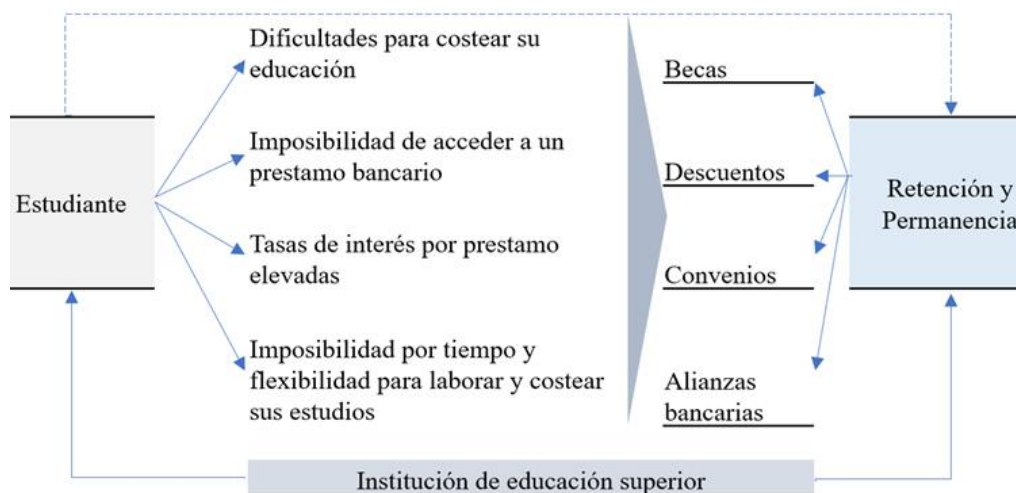 Estudiante
Dificultades para costear su
educación
Imposibilidad de acceder a un
prestamo bancario
Tasas de interés por prestamo
elevadas
Imposibilidad por tiempo y
flexibilidad para laborar y costear
sus estudios
Becas
Descuentos
Convenios
Alianzas
bancarias
Retención y
Permanencia
Institución de educación superior